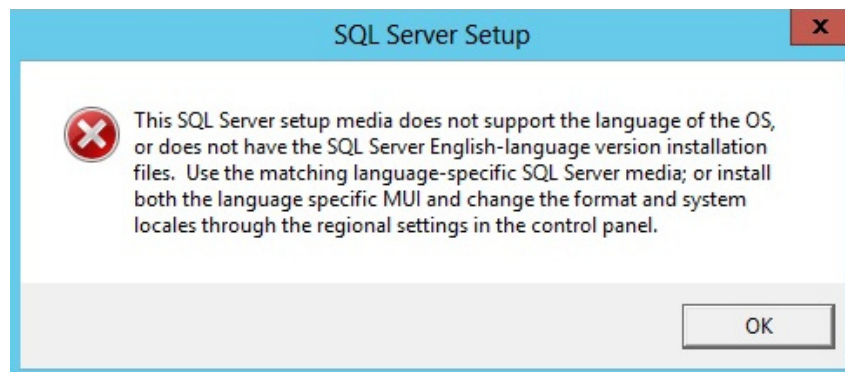 SQL Server Setup
x
This SQL Server setup media does not support the language of the OS,
or does not have the SQL Server English-language version installation
files. Use the matching language-specific SQL Server media; or install
both the language specific MUI and change the format and system
locales through the regional settings in the control panel.
OK